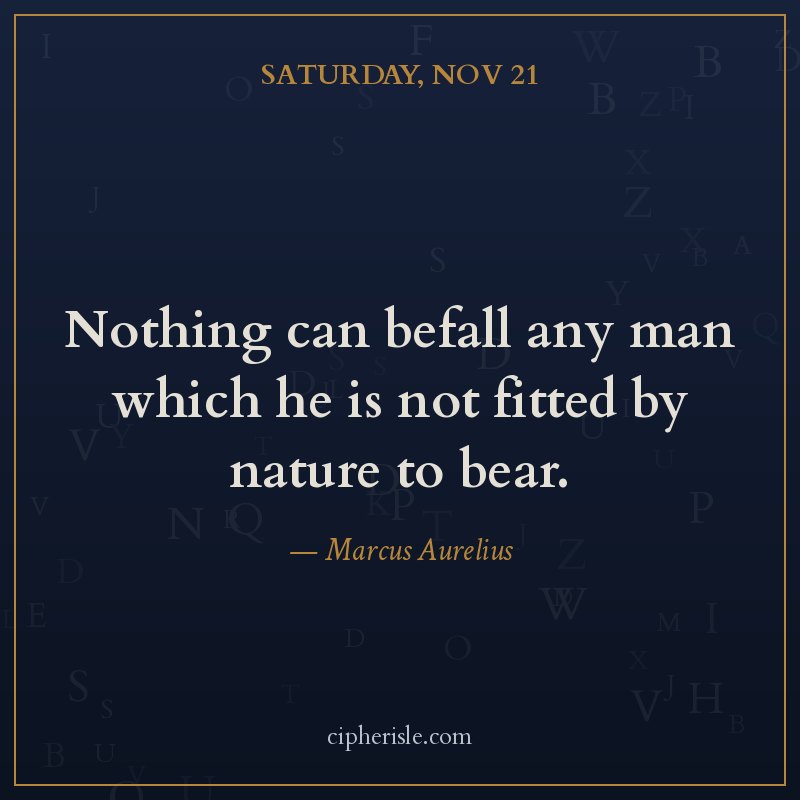 SATURDAY, NOV 21
Nothing can befall any man
which he is not fitted by
nature to bear.
— Marcus Aurelius
cipherisle.com